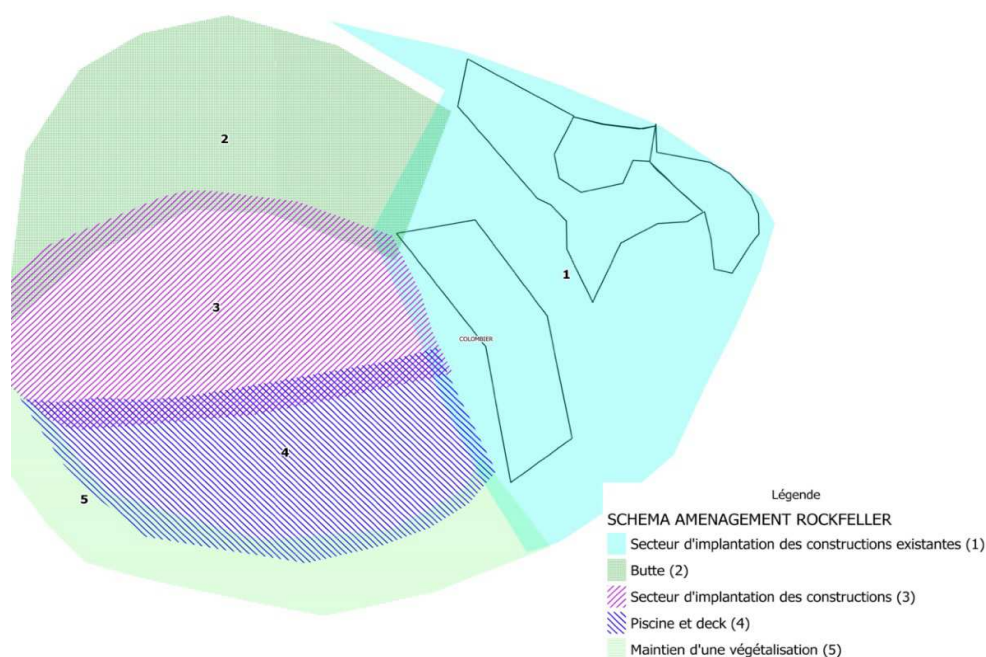 2
1
3
COLOMBIER
4
5
Légende
SCHEMA AMENAGEMENT ROCKFELLER
Secteur d'implantation des constructions existantes (1)
Butte (2)
Secteur d'implantation des constructions (3)
Piscine et deck (4)
Maintien d'une végétalisation (5)